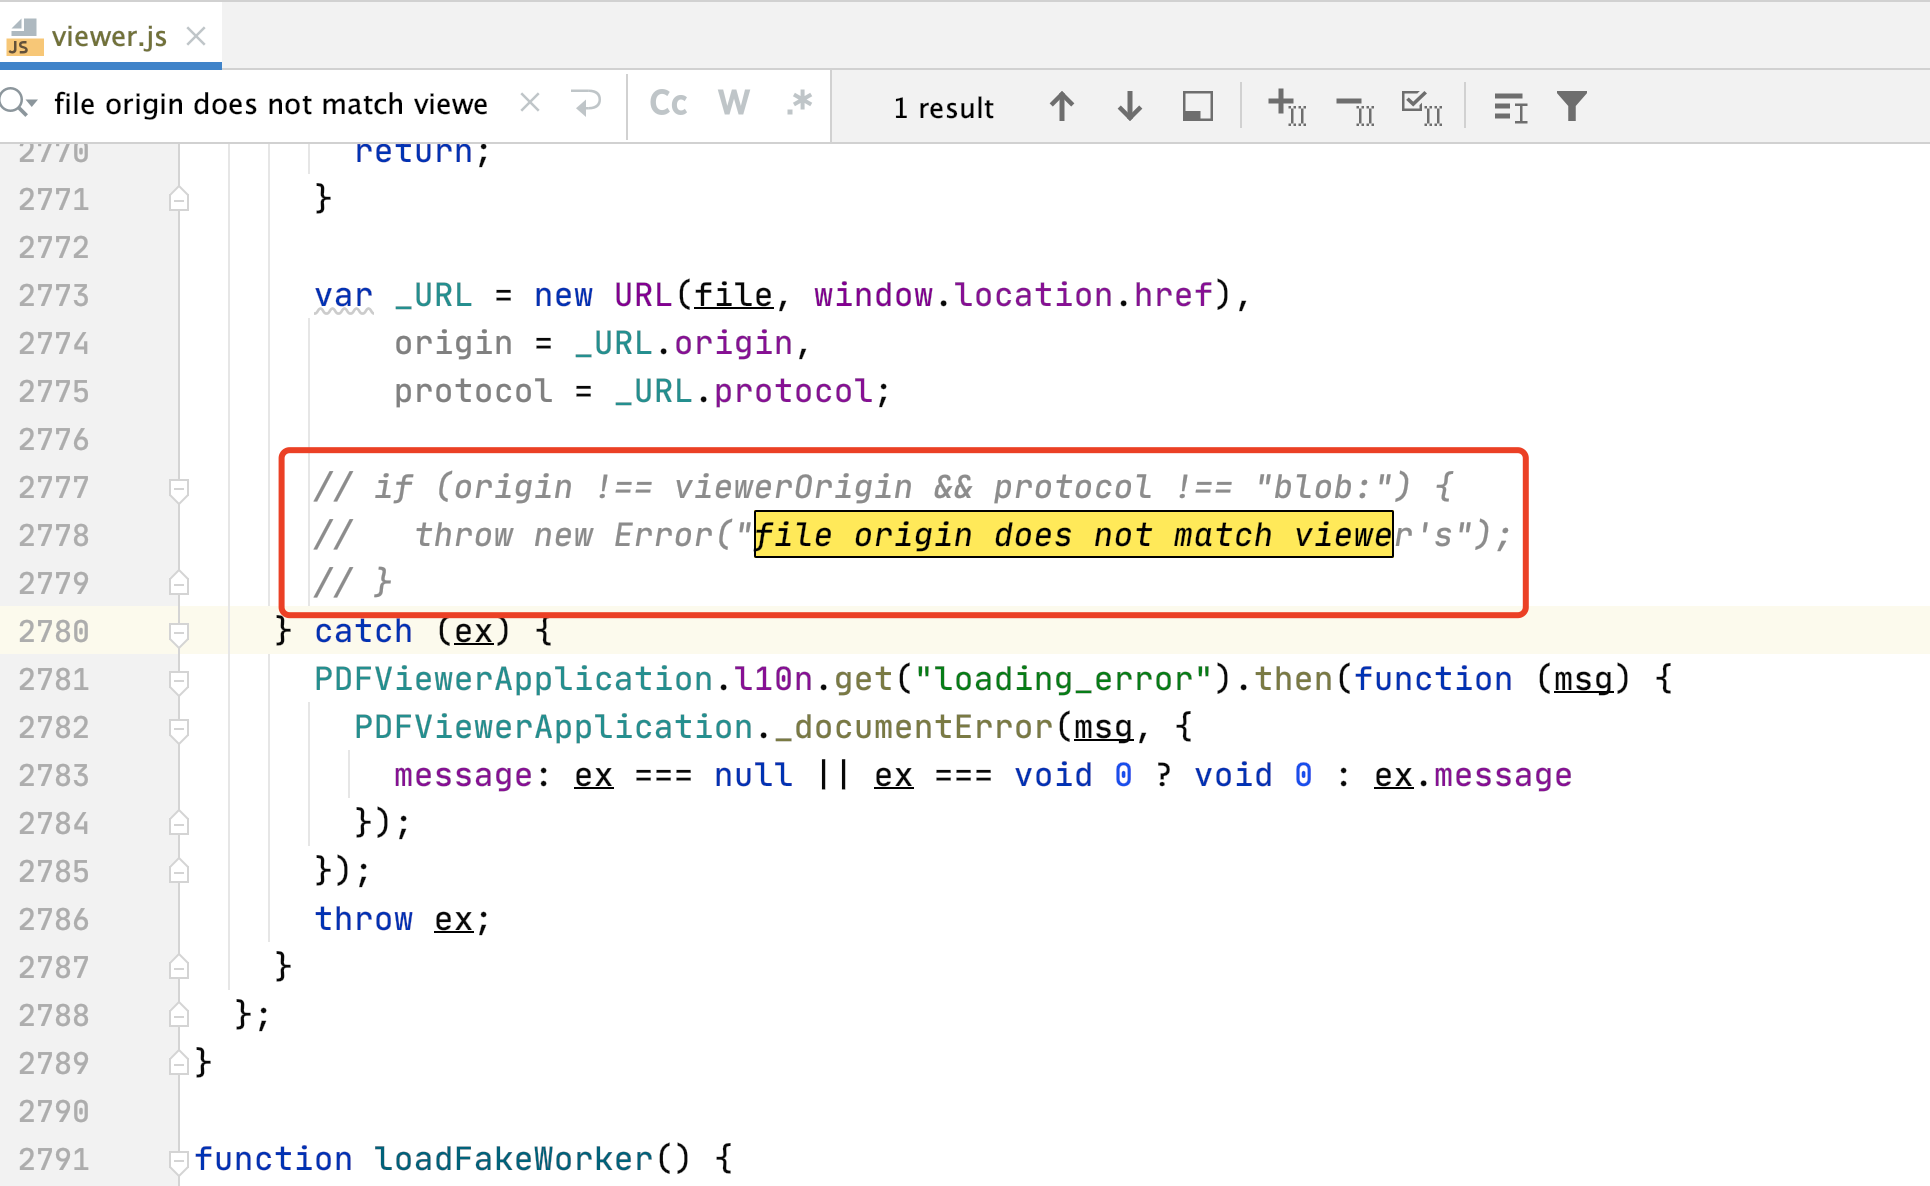 JS viewer.js
file origin does not match viewe Cc W .* 1 result
2770 return;
2771 }
2772
2773 var _URL = new URL(file, window.location.href),
2774 origin = _URL.origin,
2775 protocol = _URL.protocol;
2776
2777 // if (origin !== viewerOrigin && protocol !== "blob:") {
2778 //   throw new Error("file origin does not match viewer's");
2779 // }
2780 } catch (ex) {
2781 PDFViewerApplication.l10n.get("loading_error").then(function (msg) {
2782 PDFViewerApplication._documentError(msg, {
2783 message: ex === null || ex === void 0 ? void 0 : ex.message
2784 });
2785 });
2786 throw ex;
2787 }
2788 };
2789 }
2790
2791 function loadFakeWorker() {